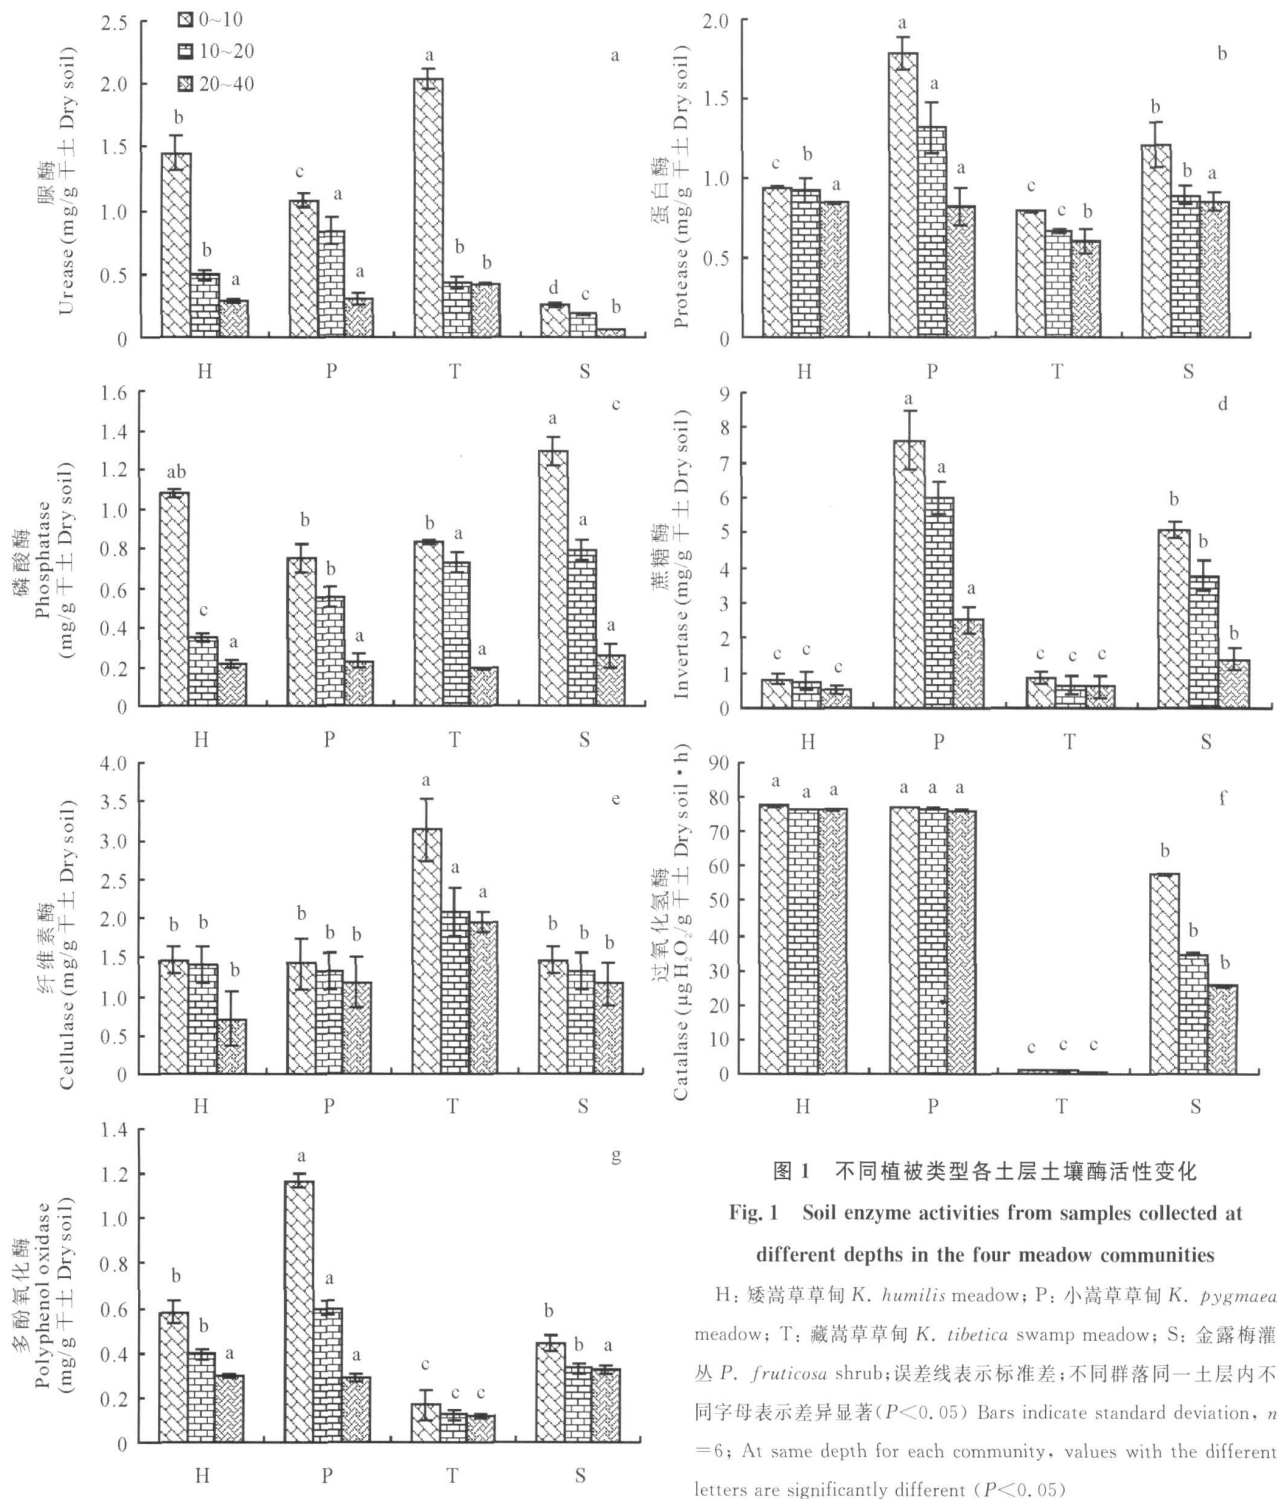 脲酶
Urease (mg/g 干土 Dry soil)
2.5
2.0
1.5
1.0
0.5
0
0~10
10~20
20~40
a
b b a
c a a
a b b
d c b
H P T S
蛋白酶
Protease (mg/g 干土 Dry soil)
2.0
1.5
1.0
0.5
0
b
c b a
a a a
c c b
b b a
H P T S
磷酸酶
Phosphatase
(mg/g 干土 Dry soil)
1.6
1.4
1.2
1.0
0.8
0.6
0.4
0.2
0
c
ab c a
b b a
b a a
a a a
H P T S
蔗糖酶
Invertase (mg/g 干土 Dry soil)
9
8
7
6
5
4
3
2
1
0
d
c c c
a a a
c c c
b b b
H P T S
纤维素酶
Cellulase (mg/g 干土 Dry soil)
4.0
3.5
3.0
2.5
2.0
1.5
1.0
0.5
0
e
b b b
b b b
a a a
b b b
H P T S
过氧化氢酶
Catalase (μg H₂O₂/g 干土 Dry soil·h)
90
80
70
60
50
40
30
20
10
0
f
a a a
a a a
c c c
b b b
H P T S
多酚氧化酶
Polyphenol oxidase
(mg/g 干土 Dry soil)
1.4
1.2
1.0
0.8
0.6
0.4
0.2
0
g
b b a
a a a
c c c
b b a
H P T S
图 1 不同植被类型各土层土壤酶活性变化
Fig. 1 Soil enzyme activities from samples collected at
different depths in the four meadow communities
H: 矮嵩草草甸 K. humilis meadow; P: 小嵩草草甸 K. pygmaea
meadow; T: 藏嵩草草甸 K. tibetica swamp meadow; S: 金露梅灌
丛 P. fruticosa shrub;误差线表示标准差;不同群落同一土层内不
同字母表示差异显著(P<0.05) Bars indicate standard deviation, n
=6; At same depth for each community, values with the different
letters are significantly different (P<0.05)